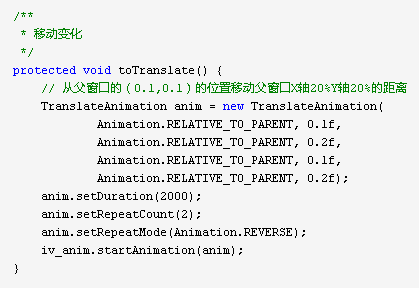 /**
 * 移动变化
 */
protected void toTranslate() {
    // 从父窗口的（0.1,0.1）的位置移动父窗口X轴20%Y轴20%的距离
    TranslateAnimation anim = new TranslateAnimation(
            Animation.RELATIVE_TO_PARENT, 0.1f,
            Animation.RELATIVE_TO_PARENT, 0.2f,
            Animation.RELATIVE_TO_PARENT, 0.1f,
            Animation.RELATIVE_TO_PARENT, 0.2f);
    anim.setDuration(2000);
    anim.setRepeatCount(2);
    anim.setRepeatMode(Animation.REVERSE);
    iv_anim.startAnimation(anim);
}